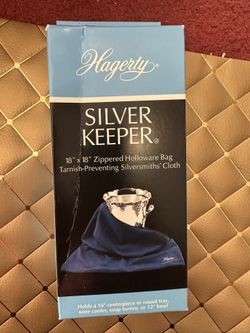 Hagerty
SILVER
KEEPER®
18" x 18" Zippered Holloware Bag
Tarnish-Preventing Silversmiths' Cloth
Holds a 16" centerpiece or round tray,
wine cooler, soup tureen, or 12" bowl